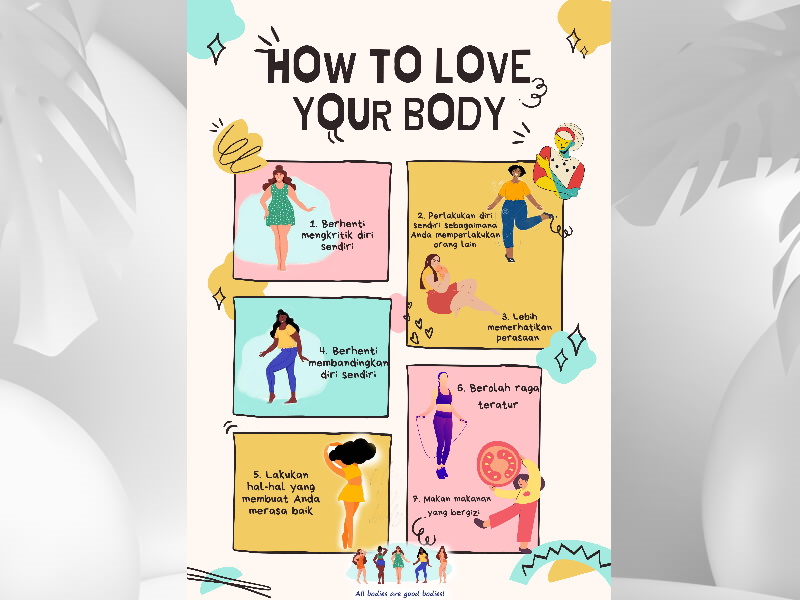 HOW TO LOVE
YOUR BODY
1. Berhenti
mengkritik diri
sendiri
2. Perlakukan diri
sendiri sebagaimana
Anda memperlakukan
orang lain
3. Lebih
memerhatikan
perasaan
4. Berhenti
membandingkan
diri sendiri
5. Lakukan
hal-hal yang
membuat Anda
merasa baik
6. Berolah raga
teratur
7. Makan makanan
yang bergizi
All bodies are good bodies!